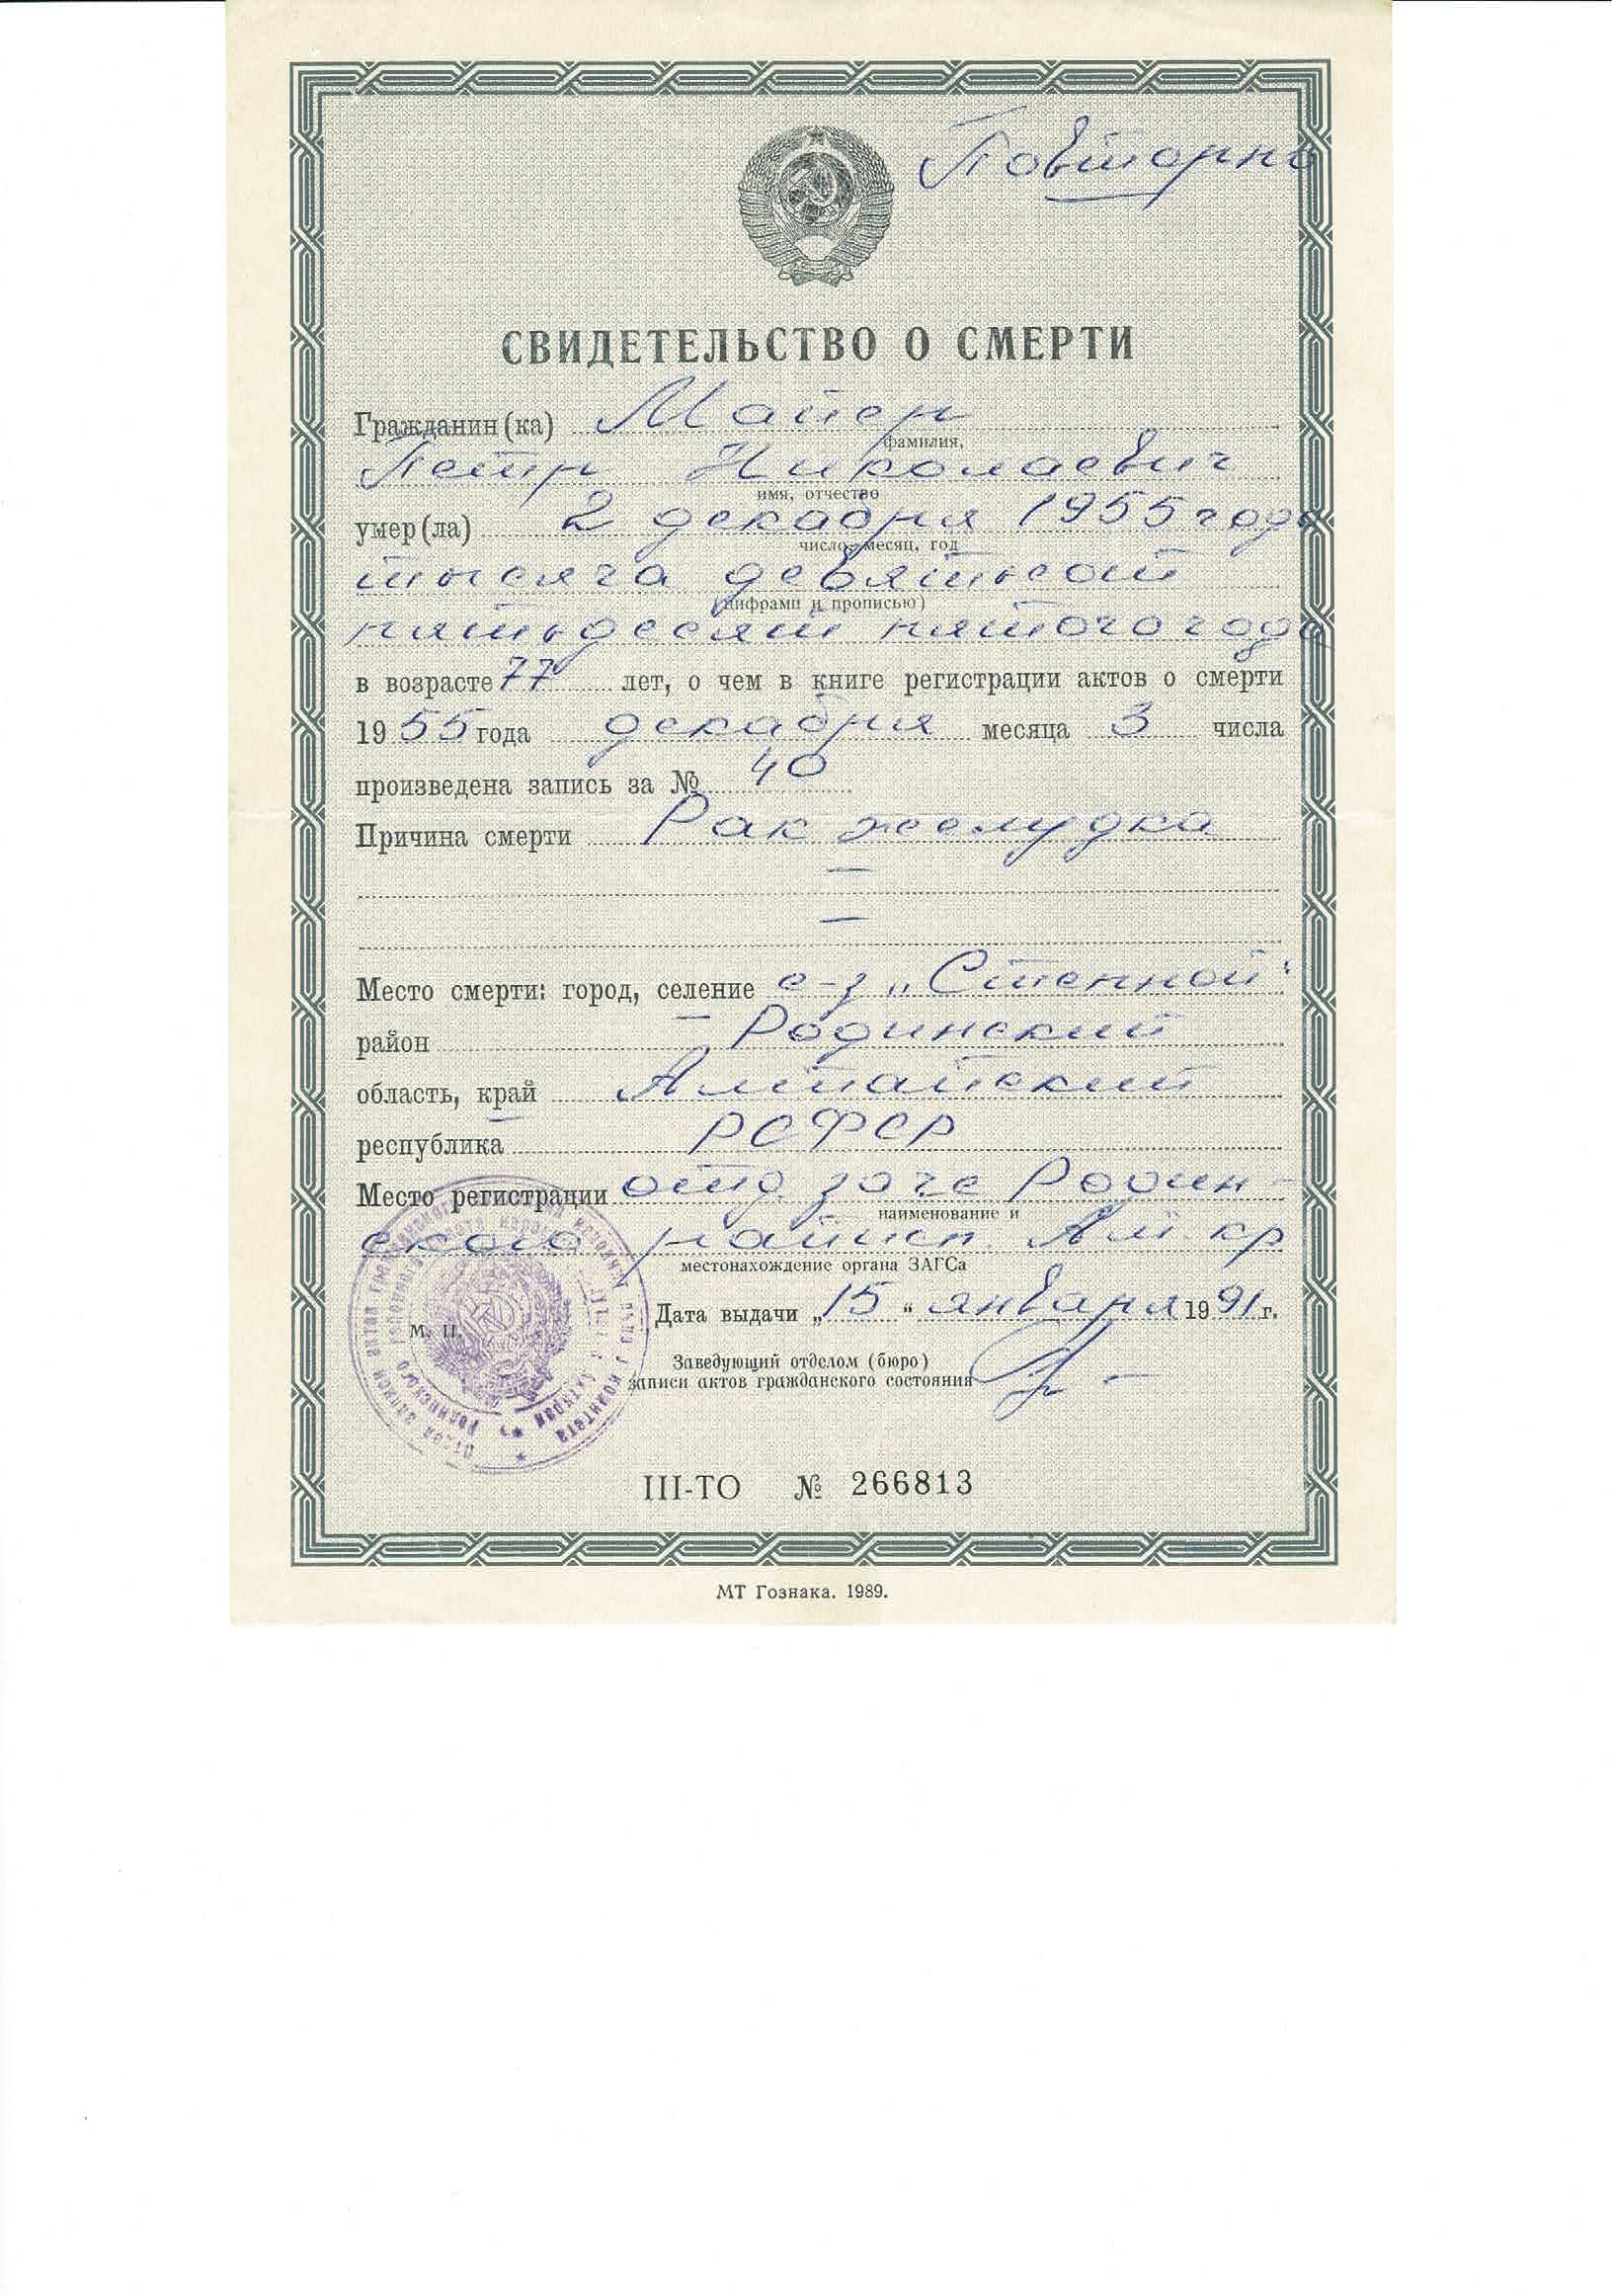 Повторно
СВИДЕТЕЛЬСТВО О СМЕРТИ
Гражданин(ка) Майер
фамилия,
Петр Николаевич
имя, отчество
умер(ла) 2 декабря 1955 года
число, месяц, год
тысяча девятьсот
(цифрами и прописью)
пятьдесят пятого года
в возрасте 77 лет, о чем в книге регистрации актов о смерти
1955 года декабря месяца 3 числа
произведена запись за № 40
Причина смерти Рак желудка
—
—
Место смерти: город, селение с-з „Степной“
район Родинский
область, край Алтайский
республика РСФСР
Место регистрации отд. загс Родин-
наименование и
ского райисп. Алт кр
местонахождение органа ЗАГСа
Дата выдачи „15“ января 1991 г.
М. П.
Заведующий отделом (бюро)
записи актов гражданского состояния
III-ТО № 266813
МТ Гознака. 1989.